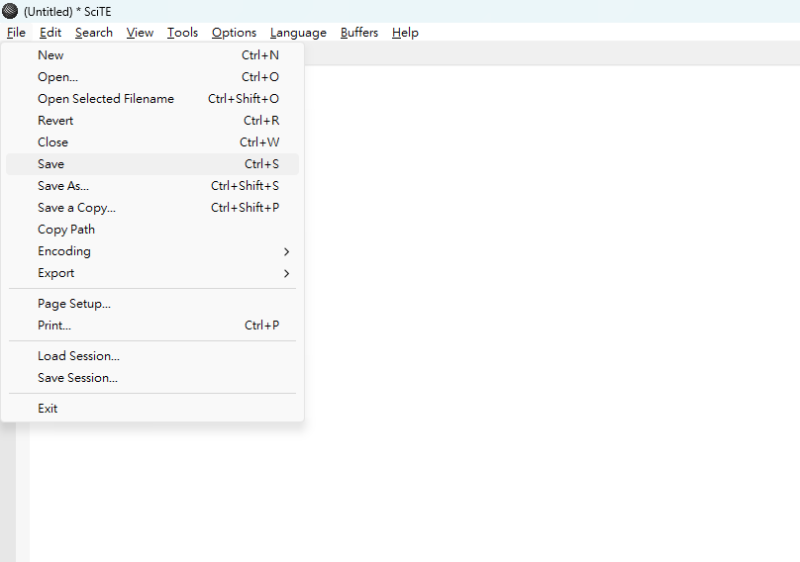 (Untitled) * SciTE
File Edit Search View Tools Options Language Buffers Help
New Ctrl+N
Open... Ctrl+O
Open Selected Filename Ctrl+Shift+O
Revert Ctrl+R
Close Ctrl+W
Save Ctrl+S
Save As... Ctrl+Shift+S
Save a Copy... Ctrl+Shift+P
Copy Path
Encoding
Export
Page Setup...
Print... Ctrl+P
Load Session...
Save Session...
Exit